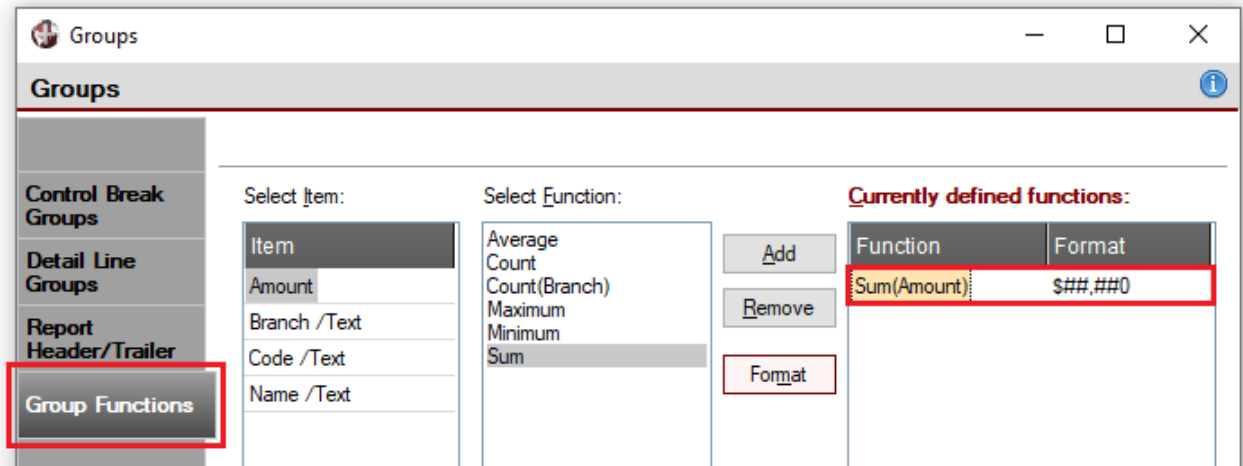 Groups
Groups
Control Break
Groups
Detail Line
Groups
Report
Header/Trailer
Group Functions
Select Item:
Item
Amount
Branch /Text
Code /Text
Name /Text
Select Function:
Average
Count
Count(Branch)
Maximum
Minimum
Sum
Add
Remove
Format
Currently defined functions:
Function Format
Sum(Amount) $##,##0